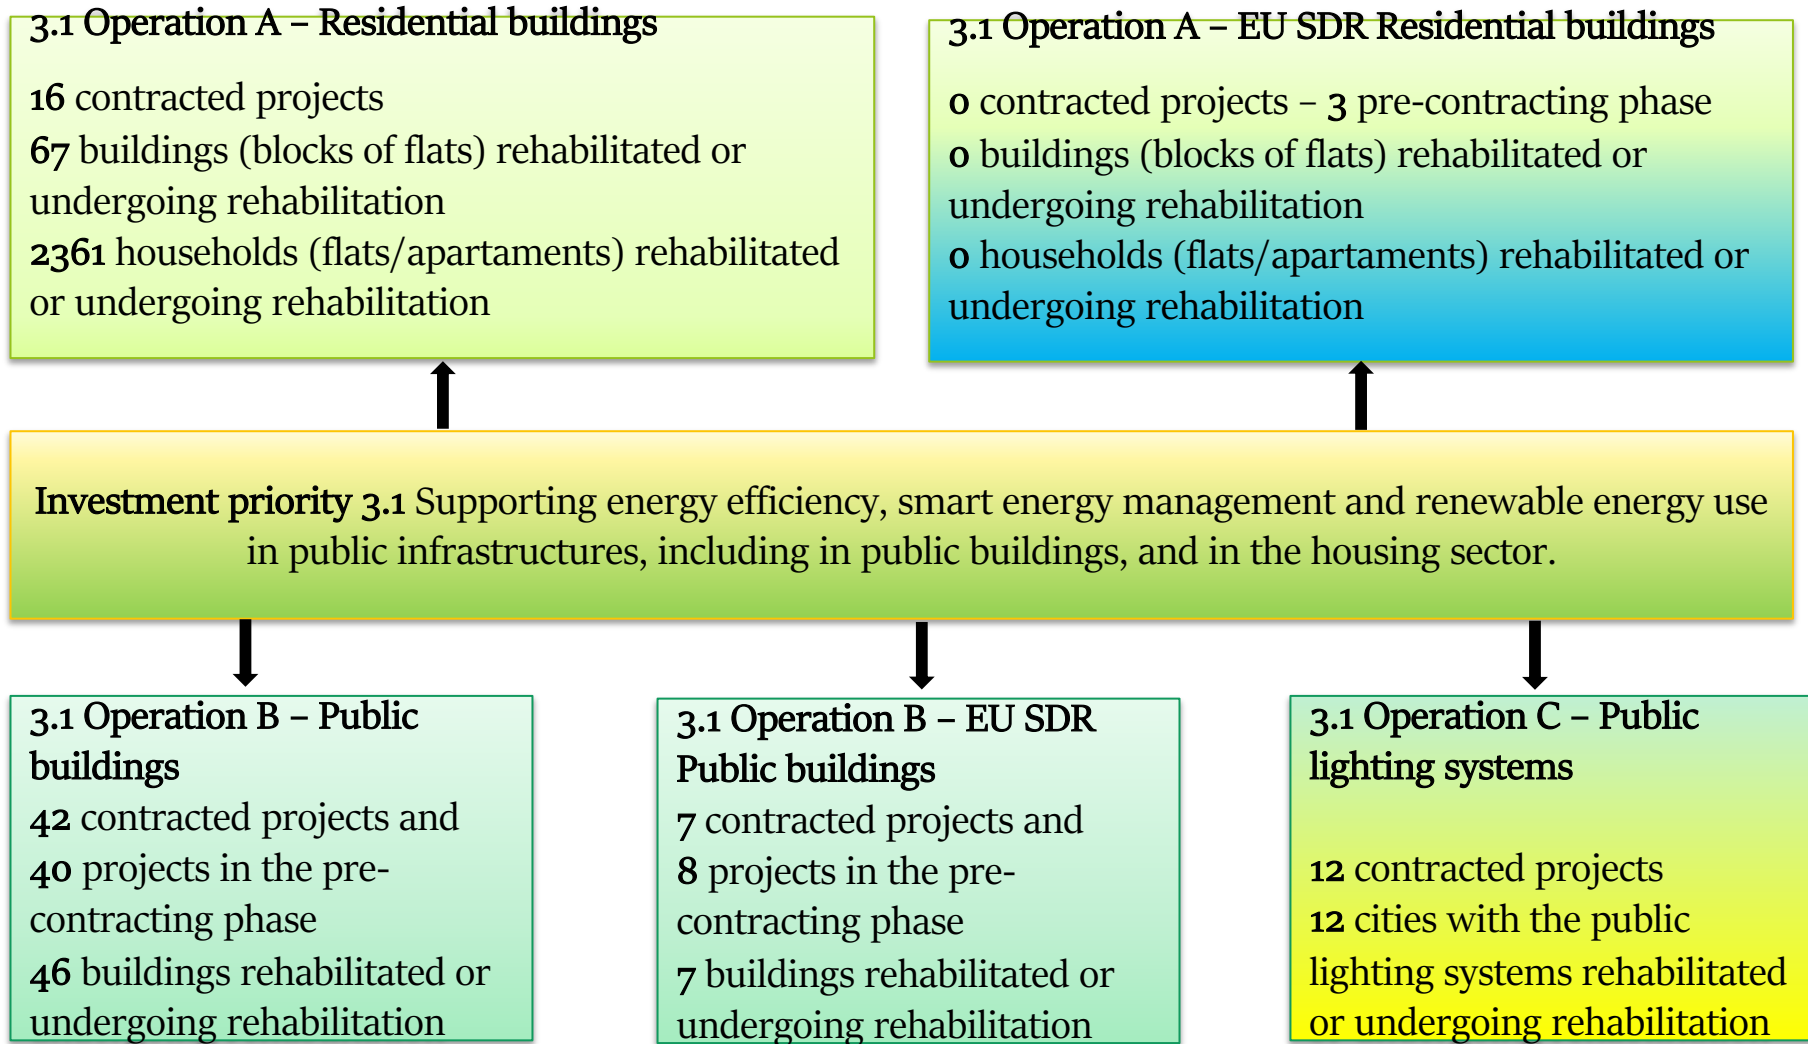 3.1 Operation A – Residential buildings
16 contracted projects
67 buildings (blocks of flats) rehabilitated or
undergoing rehabilitation
2361 households (flats/apartaments) rehabilitated
or undergoing rehabilitation
3.1 Operation A – EU SDR Residential buildings
0 contracted projects – 3 pre-contracting phase
0 buildings (blocks of flats) rehabilitated or
undergoing rehabilitation
0 households (flats/apartaments) rehabilitated or
undergoing rehabilitation
Investment priority 3.1 Supporting energy efficiency, smart energy management and renewable energy use
in public infrastructures, including in public buildings, and in the housing sector.
3.1 Operation B – Public
buildings
42 contracted projects and
40 projects in the pre-
contracting phase
46 buildings rehabilitated or
undergoing rehabilitation
3.1 Operation B – EU SDR
Public buildings
7 contracted projects and
8 projects in the pre-
contracting phase
7 buildings rehabilitated or
undergoing rehabilitation
3.1 Operation C – Public
lighting systems
12 contracted projects
12 cities with the public
lighting systems rehabilitated
or undergoing rehabilitation